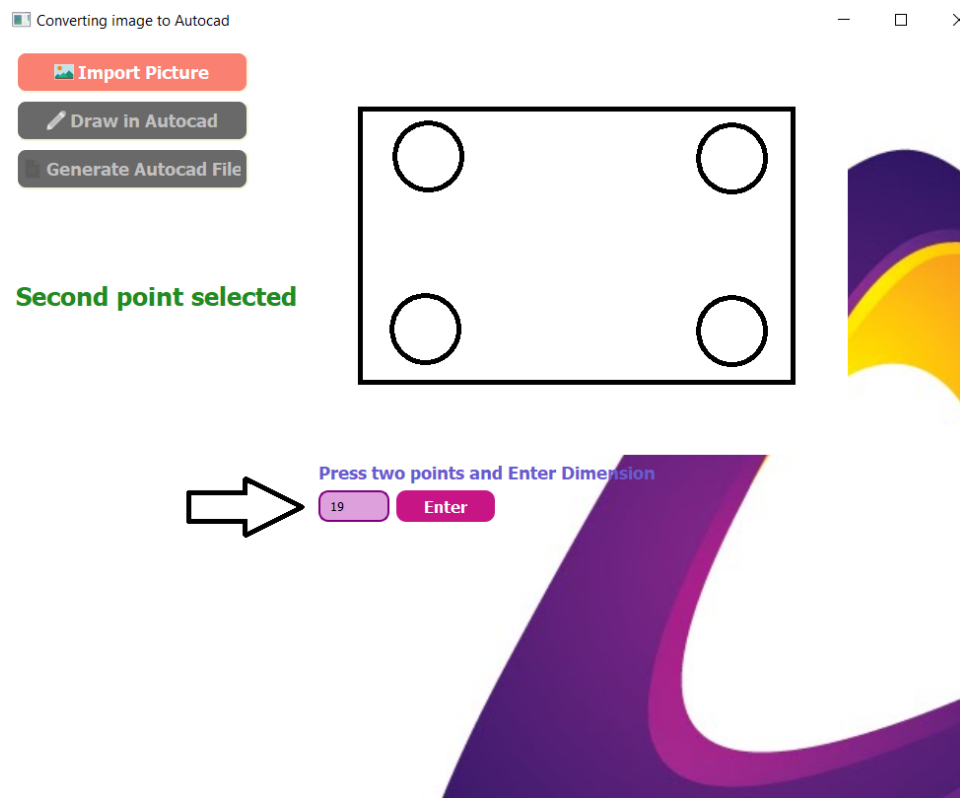 Converting image to Autocad
Import Picture
Draw in Autocad
Generate Autocad File
Second point selected
Press two points and Enter Dimension
19
Enter